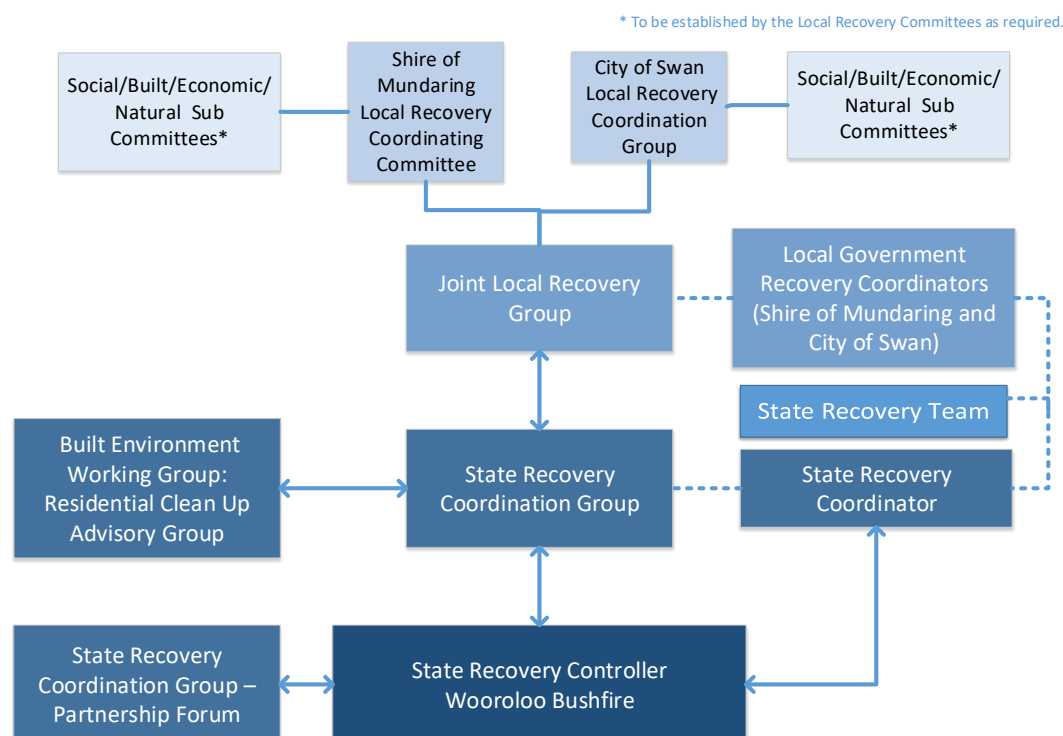 * To be established by the Local Recovery Committees as required.
Social/Built/Economic/
Natural Sub
Committees*
Shire of
Mundaring
Local Recovery
Coordinating
Committee
City of Swan
Local Recovery
Coordination
Group
Social/Built/Economic/
Natural Sub
Committees*
Joint Local Recovery
Group
Local Government
Recovery Coordinators
(Shire of Mundaring and
City of Swan)
State Recovery Team
Built Environment
Working Group:
Residential Clean Up
Advisory Group
State Recovery
Coordination Group
State Recovery
Coordinator
State Recovery
Coordination Group –
Partnership Forum
State Recovery Controller
Wooroloo Bushfire